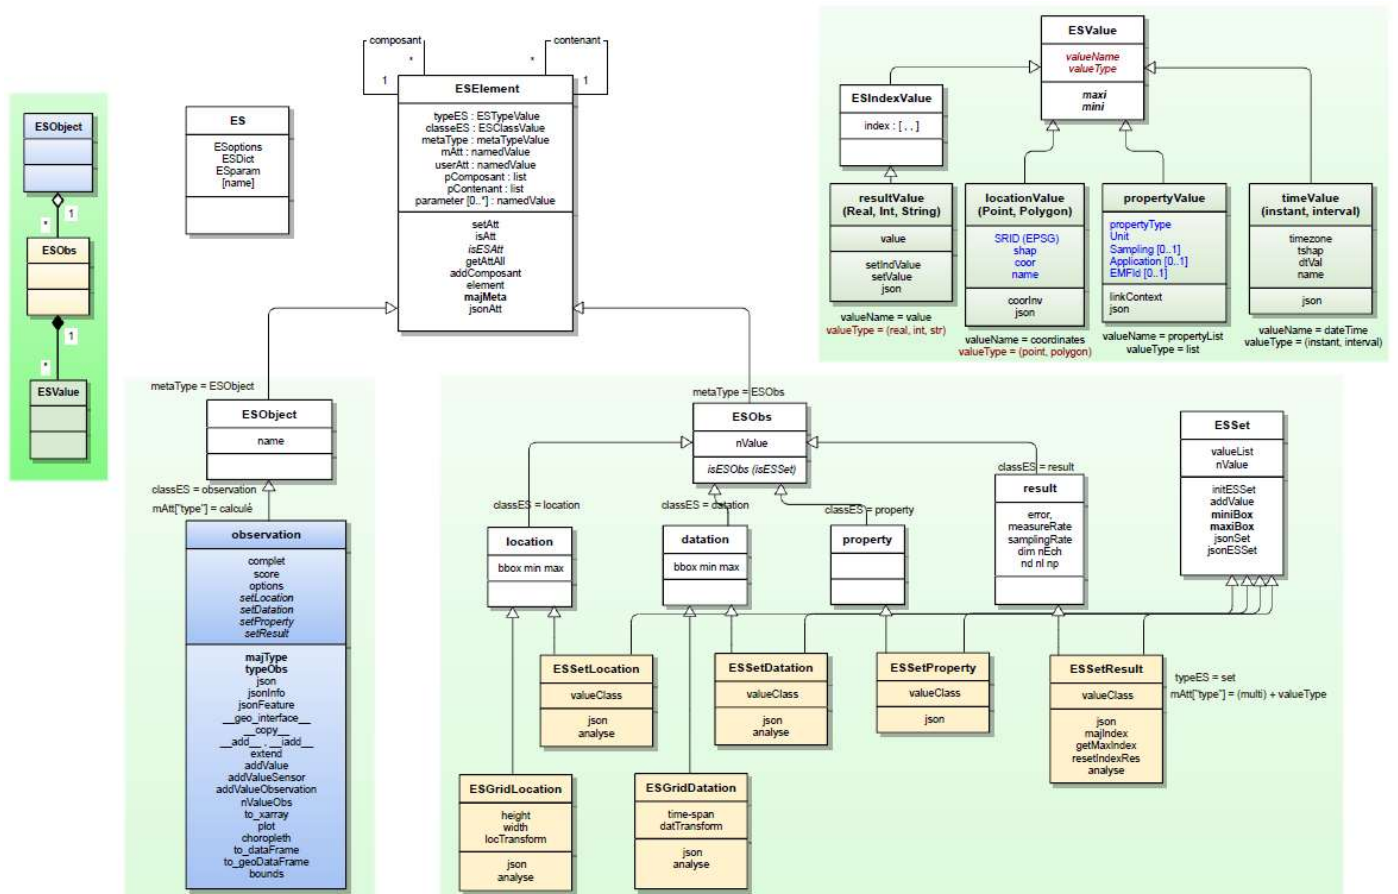 ESObject
1
*
ESObs
1
*
ESValue
ES
ESoptions
ESDict
ESparam
[name]
composant
*
1
contenant
*
1
ESElement
typeES : ESTypeValue
classeES : ESClassValue
metaType : metaTypeValue
mAtt : namedValue
userAtt : namedValue
pComposant : list
pContenant : list
parameter [0..*] : namedValue
setAtt
isAtt
isESAtt
getAttAll
addComposant
element
majMeta
jsonAtt
ESValue
valueName
valueType
maxi
mini
ESIndexValue
index : [ , , ]
resultValue
(Real, Int, String)
value
setIndValue
setValue
json
valueName = value
valueType = (real, int, str)
locationValue
(Point, Polygon)
SRID (EPSG)
shap
coor
name
coorInv
json
valueName = coordinates
valueType = (point, polygon)
propertyValue
propertyType
Unit
Sampling [0..1]
Application [0..1]
EMFId [0..1]
linkContext
json
valueName = propertyList
valueType = list
timeValue
(instant, interval)
timezone
tshap
dtVal
name
json
valueName = dateTime
valueType = (instant, interval)
metaType = ESObject
ESObject
name
classES = observation
mAtt["type"] = calculé
observation
complet
score
options
setLocation
setDatation
setProperty
setResult
majType
typeObs
json
jsonInfo
jsonFeature
__geo_interface__
__copy__
__add__ , __iadd__
extend
addValue
addValueSensor
addValueObservation
nValueObs
to_xarray
plot
choropleth
to_dataFrame
to_geoDataFrame
bounds
metaType = ESObs
ESObs
nValue
isESObs (isESSet)
classES = location
location
bbox min max
classES = datation
datation
bbox min max
classES = property
property
classES = result
result
error,
measureRate
samplingRate
dim nEch
nd nl np
ESSet
valueList
nValue
initESSet
addValue
miniBox
maxiBox
jsonSet
jsonESSet
ESSetLocation
valueClass
json
analyse
ESSetDatation
valueClass
json
analyse
ESSetProperty
valueClass
json
ESSetResult
valueClass
json
majIndex
getMaxIndex
resetIndexRes
analyse
typeES = set
mAtt["type"] = (multi) + valueType
ESGridLocation
height
width
locTransform
json
analyse
ESGridDatation
time-span
datTransform
json
analyse